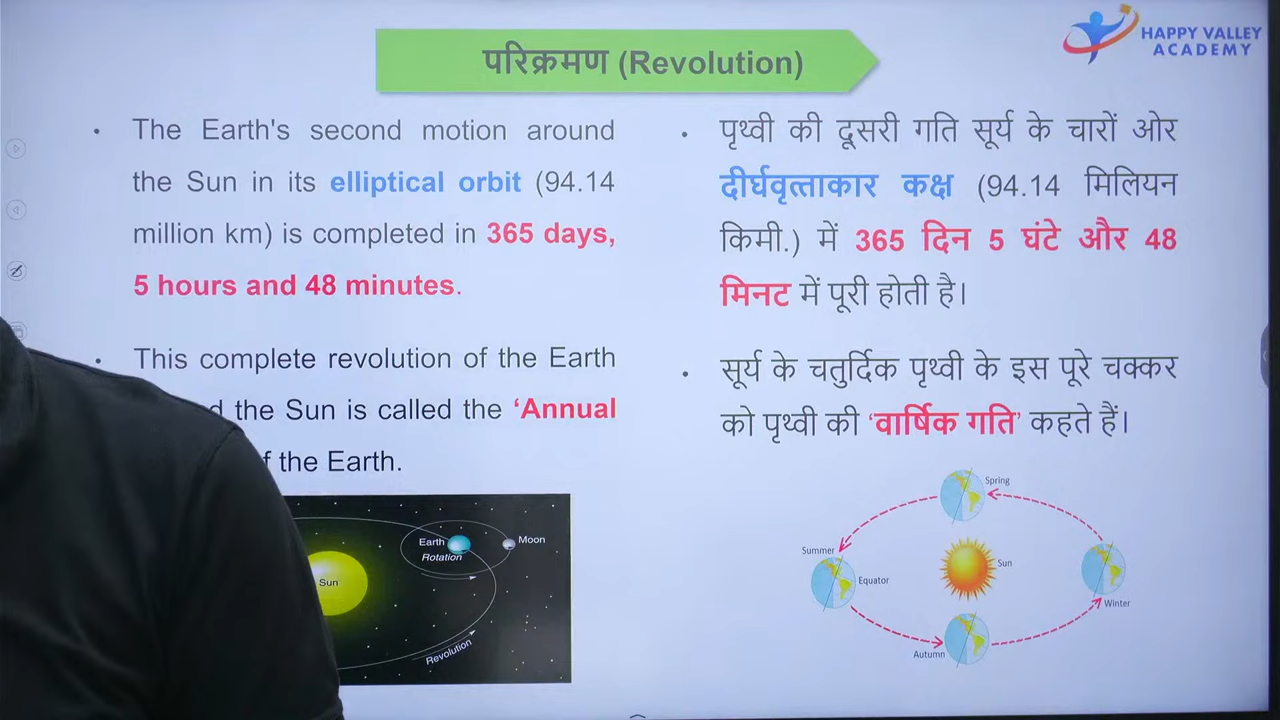 परिक्रमण (Revolution)
HAPPY VALLEY
ACADEMY
• The Earth's second motion around
the Sun in its elliptical orbit (94.14
million km) is completed in 365 days,
5 hours and 48 minutes.
• This complete revolution of the Earth
d the Sun is called the ‘Annual
f the Earth.
• पृथ्वी की दूसरी गति सूर्य के चारों ओर
दीर्घवृत्ताकार कक्ष (94.14 मिलियन
किमी.) में 365 दिन 5 घंटे और 48
मिनट में पूरी होती है।
• सूर्य के चतुर्दिक पृथ्वी के इस पूरे चक्कर
को पृथ्वी की ‘वार्षिक गति’ कहते हैं।
Earth
Moon
Rotation
Sun
Revolution
Spring
Summer
Sun
Equator
Winter
Autumn